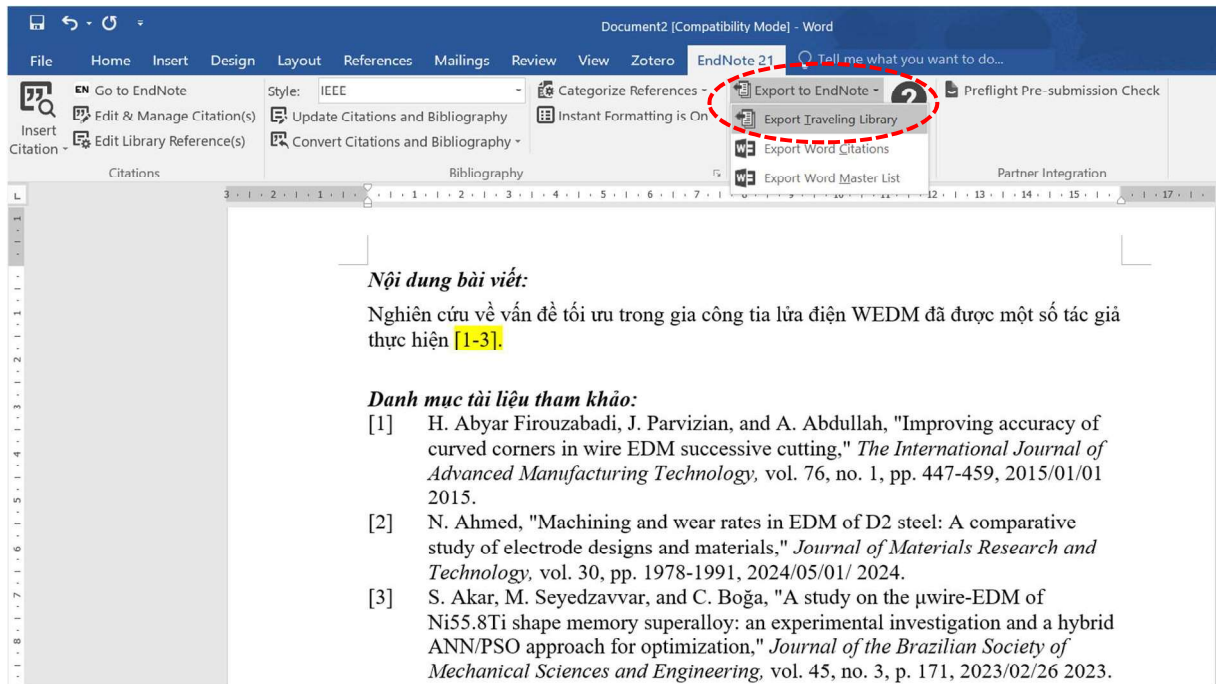 Document2 [Compatibility Mode] - Word
File Home Insert Design Layout References Mailings Review View Zotero EndNote 21 Tell me what you want to do...
Insert Citation
EN Go to EndNote
Edit & Manage Citation(s)
Edit Library Reference(s)
Citations
Style: IEEE
Update Citations and Bibliography
Convert Citations and Bibliography
Bibliography
Categorize References
Instant Formatting is On
Export to EndNote
Export Traveling Library
Export Word Citations
Export Word Master List
Preflight Pre-submission Check
Partner Integration
Nội dung bài viết:
Nghiên cứu về vấn đề tối ưu trong gia công tia lửa điện WEDM đã được một số tác giả
thực hiện [1-3].
Danh mục tài liệu tham khảo:
[1] H. Abyar Firouzabadi, J. Parvizian, and A. Abdullah, "Improving accuracy of
curved corners in wire EDM successive cutting," The International Journal of
Advanced Manufacturing Technology, vol. 76, no. 1, pp. 447-459, 2015/01/01
2015.
[2] N. Ahmed, "Machining and wear rates in EDM of D2 steel: A comparative
study of electrode designs and materials," Journal of Materials Research and
Technology, vol. 30, pp. 1978-1991, 2024/05/01/ 2024.
[3] S. Akar, M. Seyedzavvar, and C. Boğa, "A study on the μwire-EDM of
Ni55.8Ti shape memory superalloy: an experimental investigation and a hybrid
ANN/PSO approach for optimization," Journal of the Brazilian Society of
Mechanical Sciences and Engineering, vol. 45, no. 3, p. 171, 2023/02/26 2023.